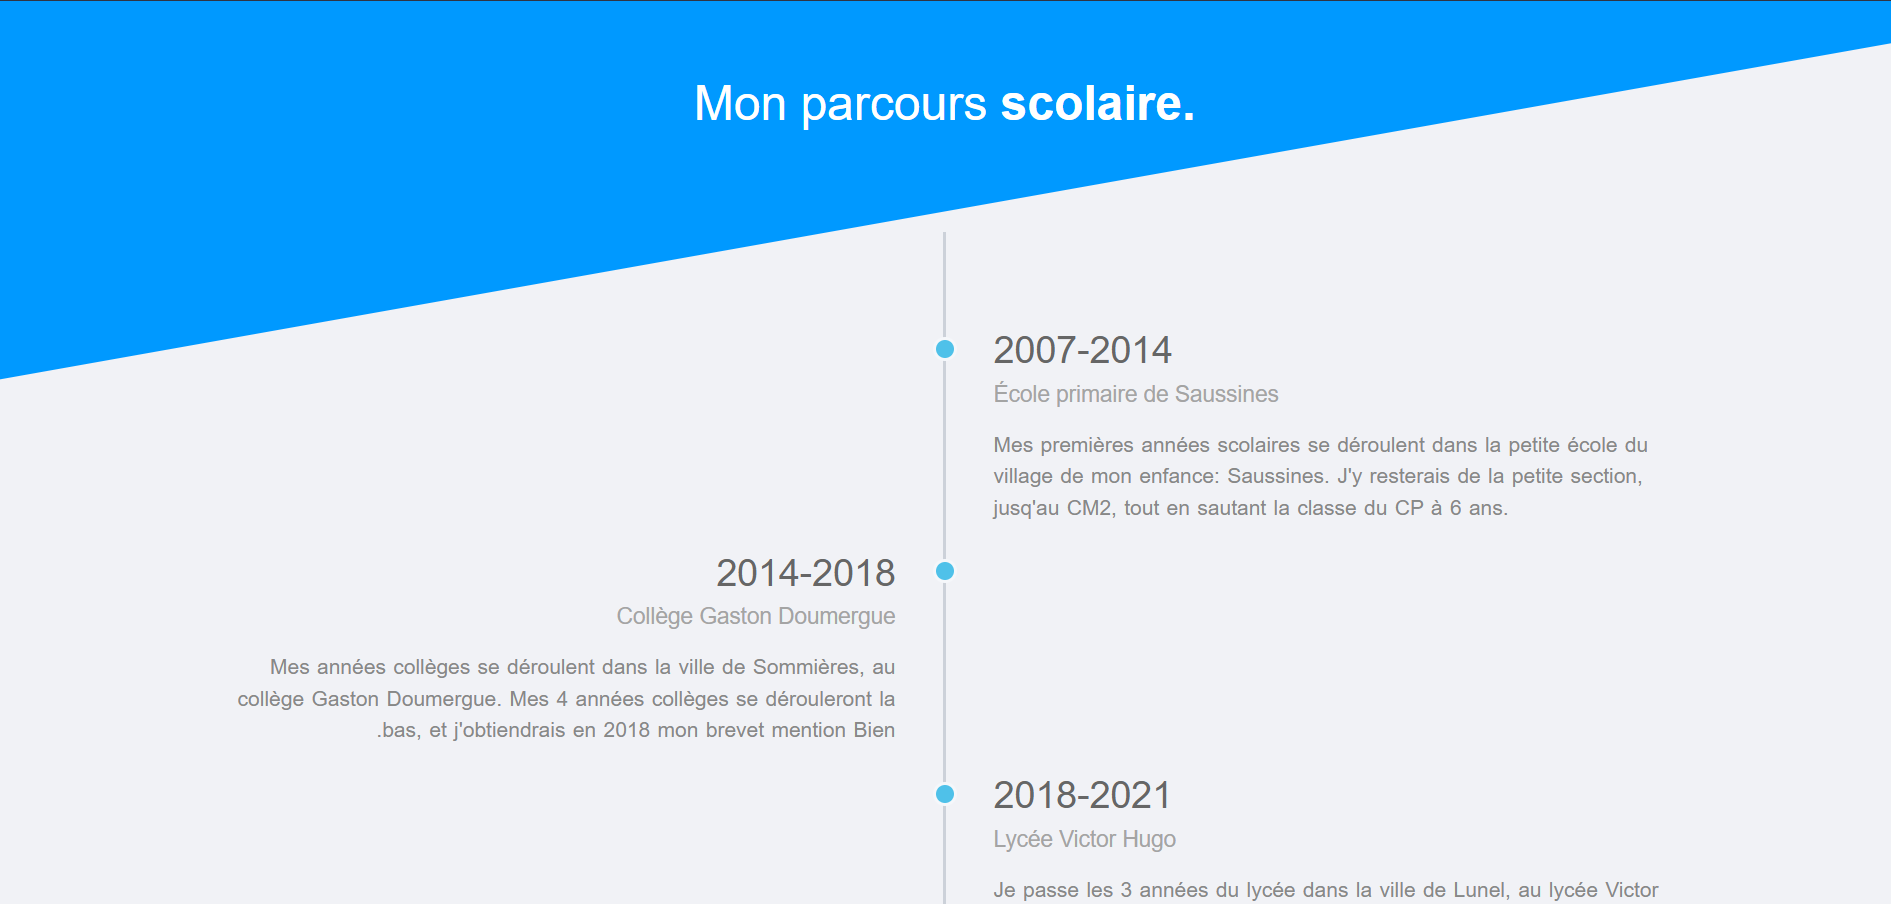 Mon parcours scolaire.
2007-2014
École primaire de Saussines
Mes premières années scolaires se déroulent dans la petite école du
village de mon enfance: Saussines. J'y resterais de la petite section,
jusqu'au CM2, tout en sautant la classe du CP à 6 ans.
2014-2018
Collège Gaston Doumergue
Mes années collèges se déroulent dans la ville de Sommières, au
collège Gaston Doumergue. Mes 4 années collèges se dérouleront la
.bas, et j'obtiendrais en 2018 mon brevet mention Bien
2018-2021
Lycée Victor Hugo
Je passe les 3 années du lycée dans la ville de Lunel, au lycée Victor